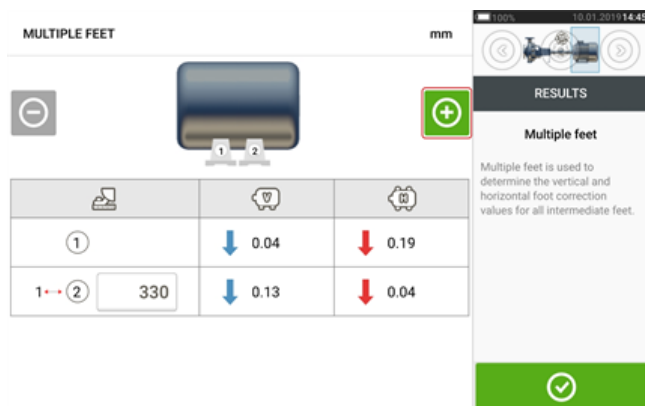 MULTIPLE FEET
mm
1 2
V H
1
0.04 0.19
1 2 330 0.13 0.04
100% 10.01.2019 14:45
RESULTS
Multiple feet
Multiple feet is used to
determine the vertical and
horizontal foot correction
values for all intermediate feet.